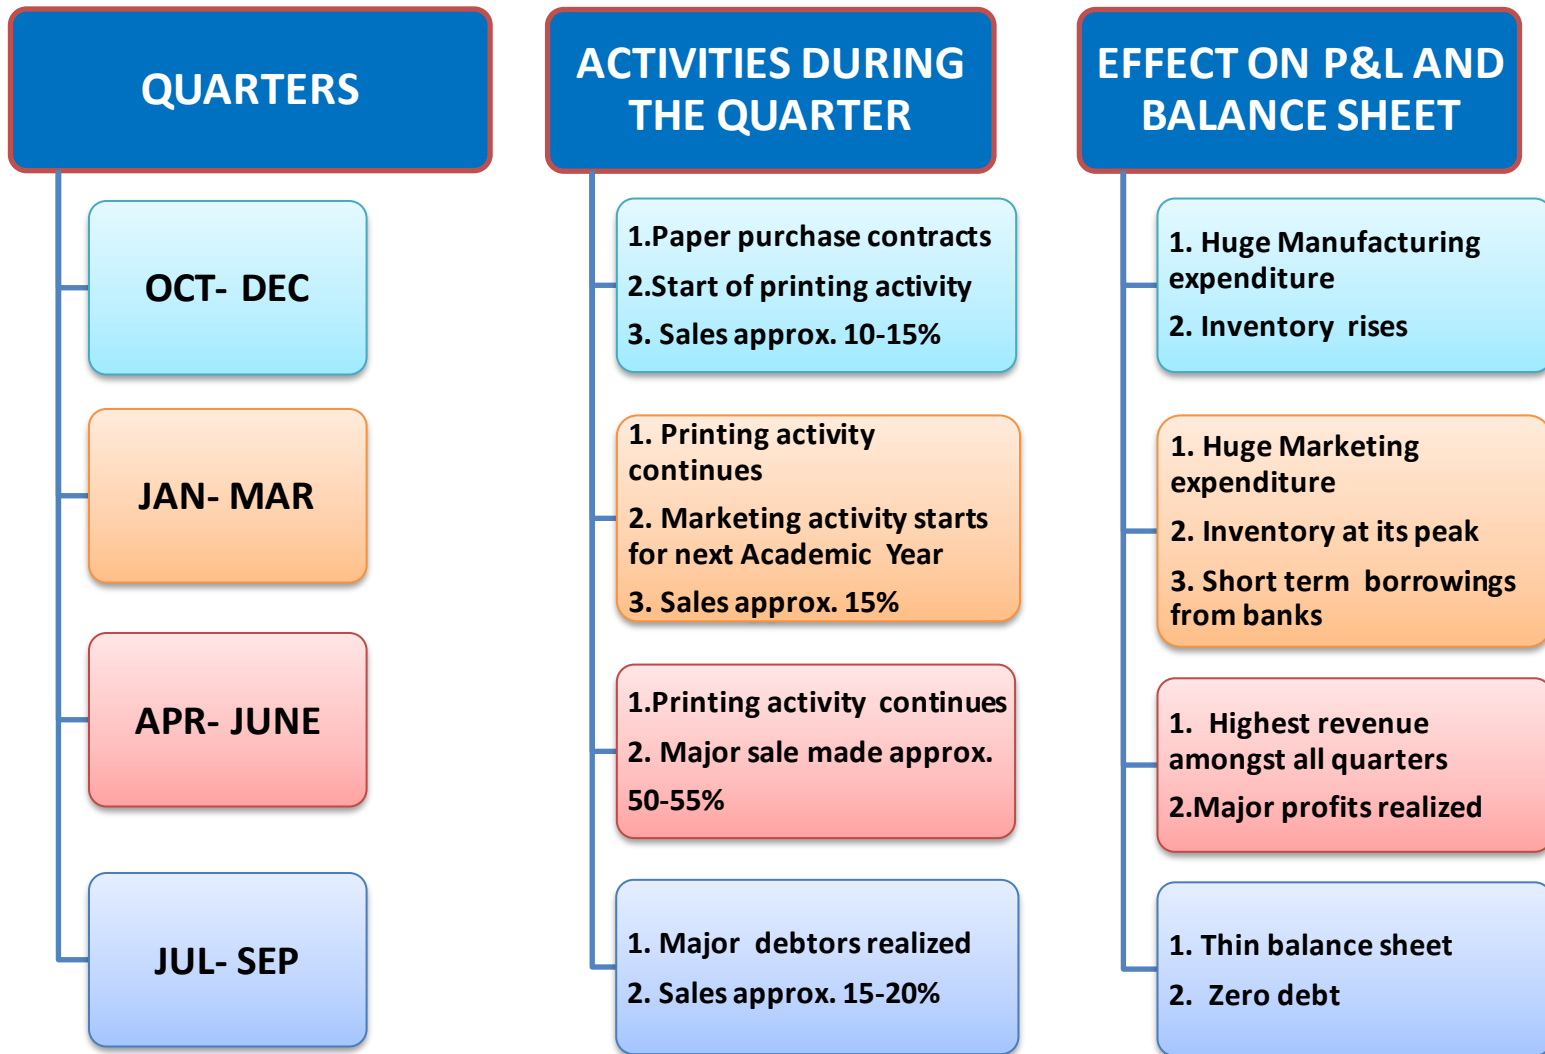 QUARTERS
OCT- DEC
JAN- MAR
APR- JUNE
JUL- SEP
ACTIVITIES DURING
THE QUARTER
1.Paper purchase contracts
2.Start of printing activity
3. Sales approx. 10-15%
1. Printing activity
continues
2. Marketing activity starts
for next Academic Year
3. Sales approx. 15%
1.Printing activity continues
2. Major sale made approx.
50-55%
1. Major debtors realized
2. Sales approx. 15-20%
EFFECT ON P&L AND
BALANCE SHEET
1. Huge Manufacturing
expenditure
2. Inventory rises
1. Huge Marketing
expenditure
2. Inventory at its peak
3. Short term borrowings
from banks
1. Highest revenue
amongst all quarters
2.Major profits realized
1. Thin balance sheet
2. Zero debt